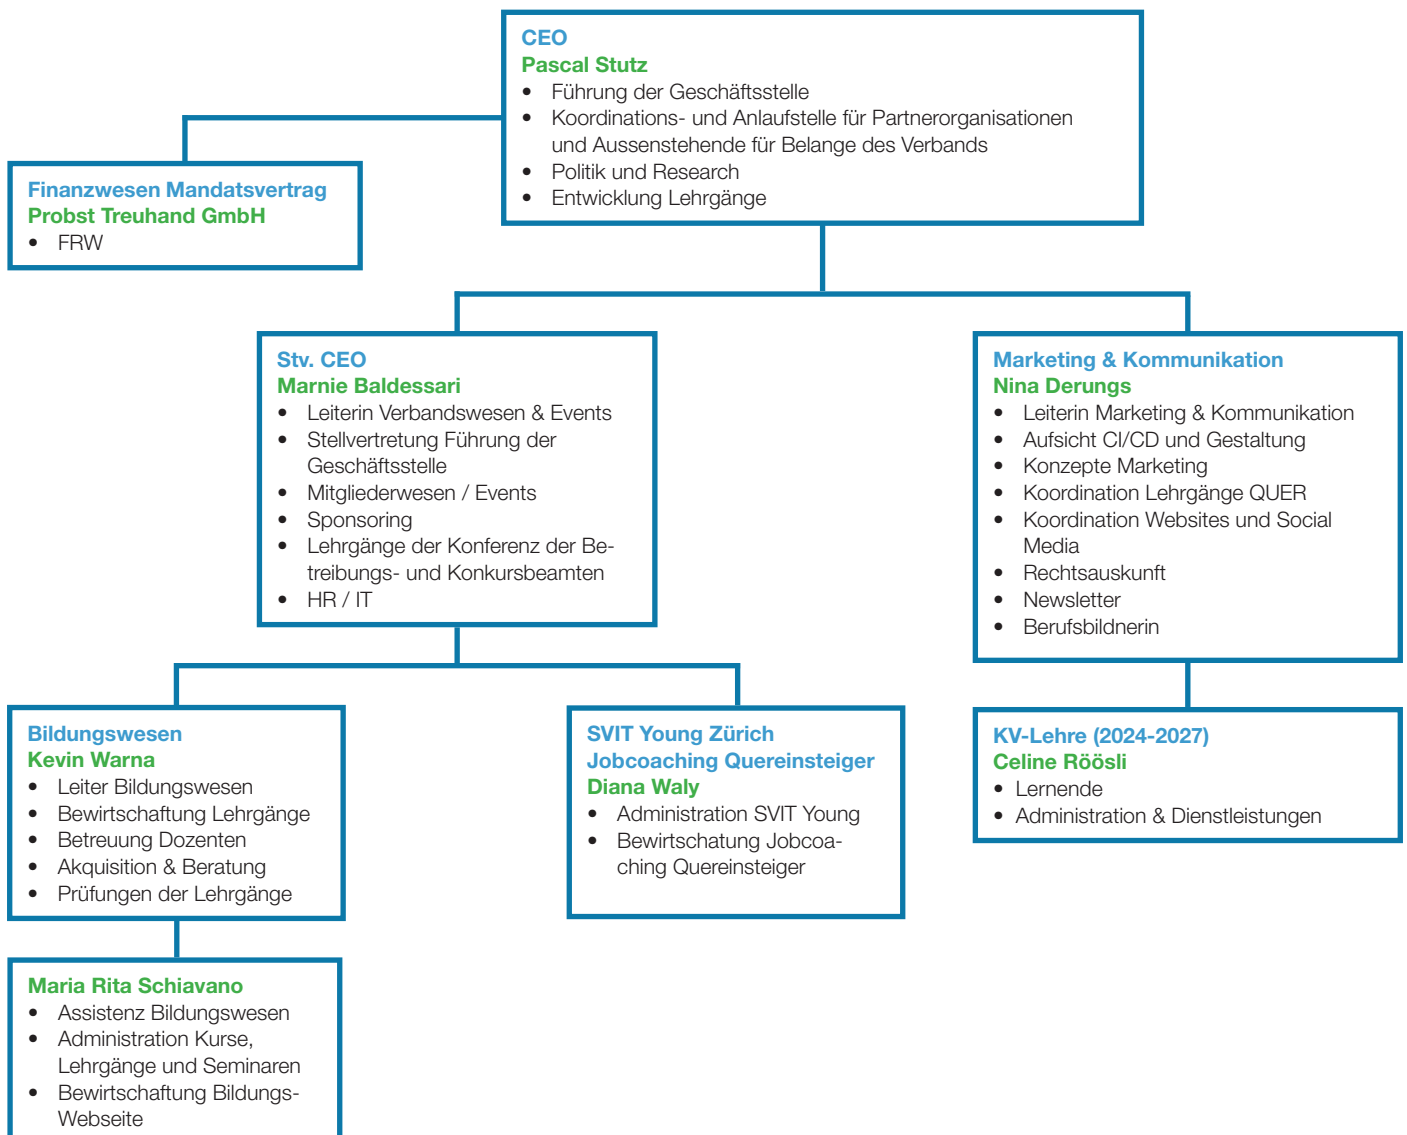 CEO
Pascal Stutz
• Führung der Geschäftsstelle
• Koordinations- und Anlaufstelle für Partnerorganisationen
und Aussenstehende für Belange des Verbands
• Politik und Research
• Entwicklung Lehrgänge
Finanzwesen Mandatsvertrag
Probst Treuhand GmbH
• FRW
Stv. CEO
Marnie Baldessari
• Leiterin Verbandswesen & Events
• Stellvertretung Führung der
Geschäftsstelle
• Mitgliederwesen / Events
• Sponsoring
• Lehrgänge der Konferenz der Be-
treibungs- und Konkursbeamten
• HR / IT
Marketing & Kommunikation
Nina Derungs
• Leiterin Marketing & Kommunikation
• Aufsicht CI/CD und Gestaltung
• Konzepte Marketing
• Koordination Lehrgänge QUER
• Koordination Websites und Social
Media
• Rechtsauskunft
• Newsletter
• Berufsbildnerin
Bildungswesen
Kevin Warna
• Leiter Bildungswesen
• Bewirtschaftung Lehrgänge
• Betreuung Dozenten
• Akquisition & Beratung
• Prüfungen der Lehrgänge
SVIT Young Zürich
Jobcoaching Quereinsteiger
Diana Waly
• Administration SVIT Young
• Bewirtschatung Jobcoa-
ching Quereinsteiger
KV-Lehre (2024-2027)
Celine Röösli
• Lernende
• Administration & Dienstleistungen
Maria Rita Schiavano
• Assistenz Bildungswesen
• Administration Kurse,
Lehrgänge und Seminaren
• Bewirtschaftung Bildungs-
Webseite